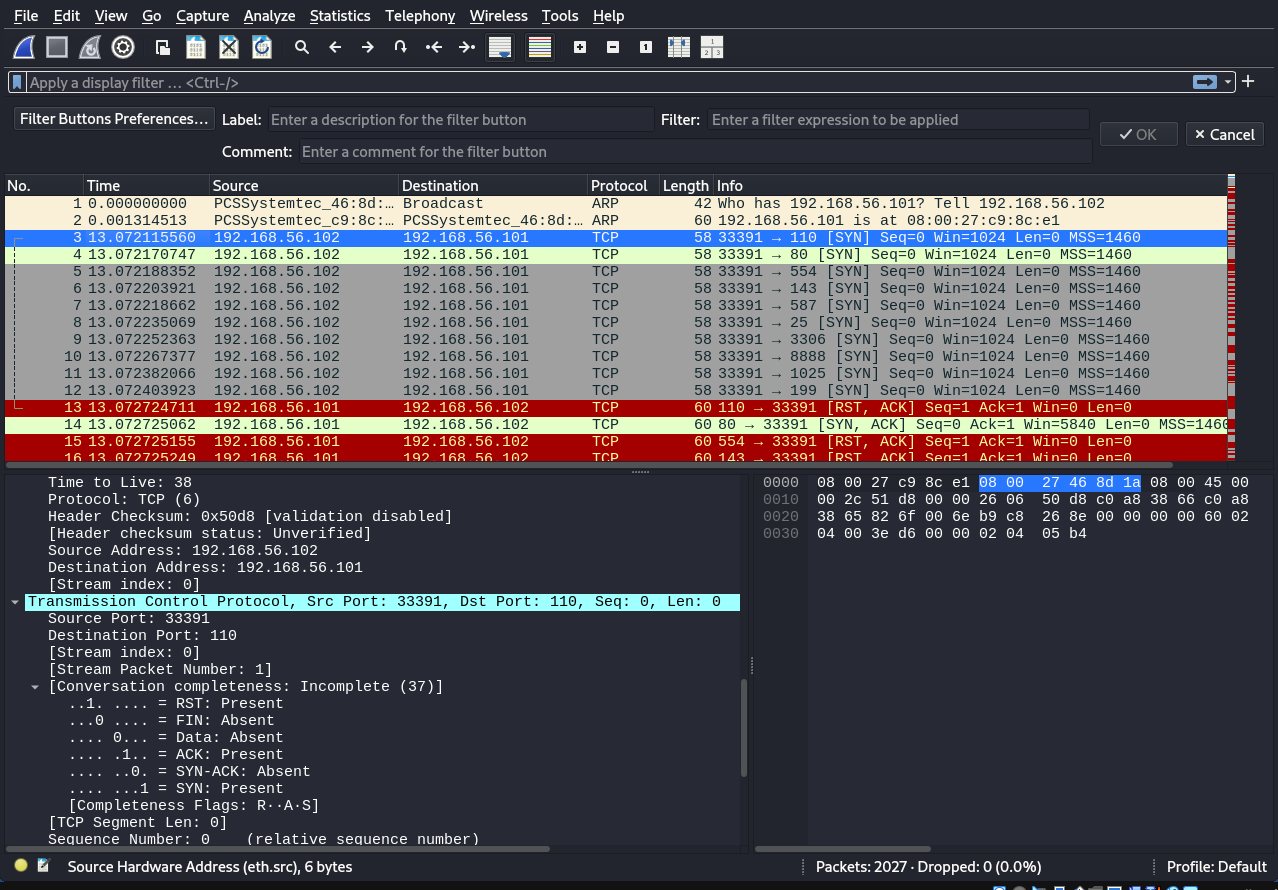 File Edit View Go Capture Analyze Statistics Telephony Wireless Tools Help
Apply a display filter … <Ctrl-/>
Filter Buttons Preferences… Label: Enter a description for the filter button Filter: Enter a filter expression to be applied OK Cancel
Comment: Enter a comment for the filter button
No. Time Source Destination Protocol Length Info
1 0.000000000 PCSSystemtec_46:8d:… Broadcast ARP 42 Who has 192.168.56.101? Tell 192.168.56.102
2 0.001314513 PCSSystemtec_c9:8c:… PCSSystemtec_46:8d:… ARP 60 192.168.56.101 is at 08:00:27:c9:8c:e1
3 13.072115560 192.168.56.102 192.168.56.101 TCP 58 33391 → 110 [SYN] Seq=0 Win=1024 Len=0 MSS=1460
4 13.072170747 192.168.56.102 192.168.56.101 TCP 58 33391 → 80 [SYN] Seq=0 Win=1024 Len=0 MSS=1460
5 13.072188352 192.168.56.102 192.168.56.101 TCP 58 33391 → 554 [SYN] Seq=0 Win=1024 Len=0 MSS=1460
6 13.072203921 192.168.56.102 192.168.56.101 TCP 58 33391 → 143 [SYN] Seq=0 Win=1024 Len=0 MSS=1460
7 13.072218662 192.168.56.102 192.168.56.101 TCP 58 33391 → 587 [SYN] Seq=0 Win=1024 Len=0 MSS=1460
8 13.072235069 192.168.56.102 192.168.56.101 TCP 58 33391 → 25 [SYN] Seq=0 Win=1024 Len=0 MSS=1460
9 13.072252363 192.168.56.102 192.168.56.101 TCP 58 33391 → 3306 [SYN] Seq=0 Win=1024 Len=0 MSS=1460
10 13.072267377 192.168.56.102 192.168.56.101 TCP 58 33391 → 8888 [SYN] Seq=0 Win=1024 Len=0 MSS=1460
11 13.072382066 192.168.56.102 192.168.56.101 TCP 58 33391 → 1025 [SYN] Seq=0 Win=1024 Len=0 MSS=1460
12 13.072403923 192.168.56.102 192.168.56.101 TCP 58 33391 → 199 [SYN] Seq=0 Win=1024 Len=0 MSS=1460
13 13.072724711 192.168.56.101 192.168.56.102 TCP 60 110 → 33391 [RST, ACK] Seq=1 Ack=1 Win=0 Len=0
14 13.072725062 192.168.56.101 192.168.56.102 TCP 60 80 → 33391 [SYN, ACK] Seq=0 Ack=1 Win=5840 Len=0 MSS=1460
15 13.072725155 192.168.56.101 192.168.56.102 TCP 60 554 → 33391 [RST, ACK] Seq=1 Ack=1 Win=0 Len=0
16 13.072725249 192.168.56.101 192.168.56.102 TCP 60 143 → 33391 [RST, ACK] Seq=1 Ack=1 Win=0 Len=0
Time to Live: 38
Protocol: TCP (6)
Header Checksum: 0x50d8 [validation disabled]
[Header checksum status: Unverified]
Source Address: 192.168.56.102
Destination Address: 192.168.56.101
[Stream index: 0]
Transmission Control Protocol, Src Port: 33391, Dst Port: 110, Seq: 0, Len: 0
Source Port: 33391
Destination Port: 110
[Stream index: 0]
[Stream Packet Number: 1]
[Conversation completeness: Incomplete (37)]
..1. .... = RST: Present
...0 .... = FIN: Absent
.... 0... = Data: Absent
.... .1.. = ACK: Present
.... ..0. = SYN-ACK: Absent
.... ...1 = SYN: Present
[Completeness Flags: R··A·S]
[TCP Segment Len: 0]
Sequence Number: 0 (relative sequence number)
0000 08 00 27 c9 8c e1 08 00 27 46 8d 1a 08 00 45 00
0010 00 2c 51 d8 00 00 26 06 50 d8 c0 a8 38 66 c0 a8
0020 38 65 82 6f 00 6e b9 c8 26 8e 00 00 00 00 60 02
0030 04 00 3e d6 00 00 02 04 05 b4
Source Hardware Address (eth.src), 6 bytes Packets: 2027 · Dropped: 0 (0.0%) Profile: Default